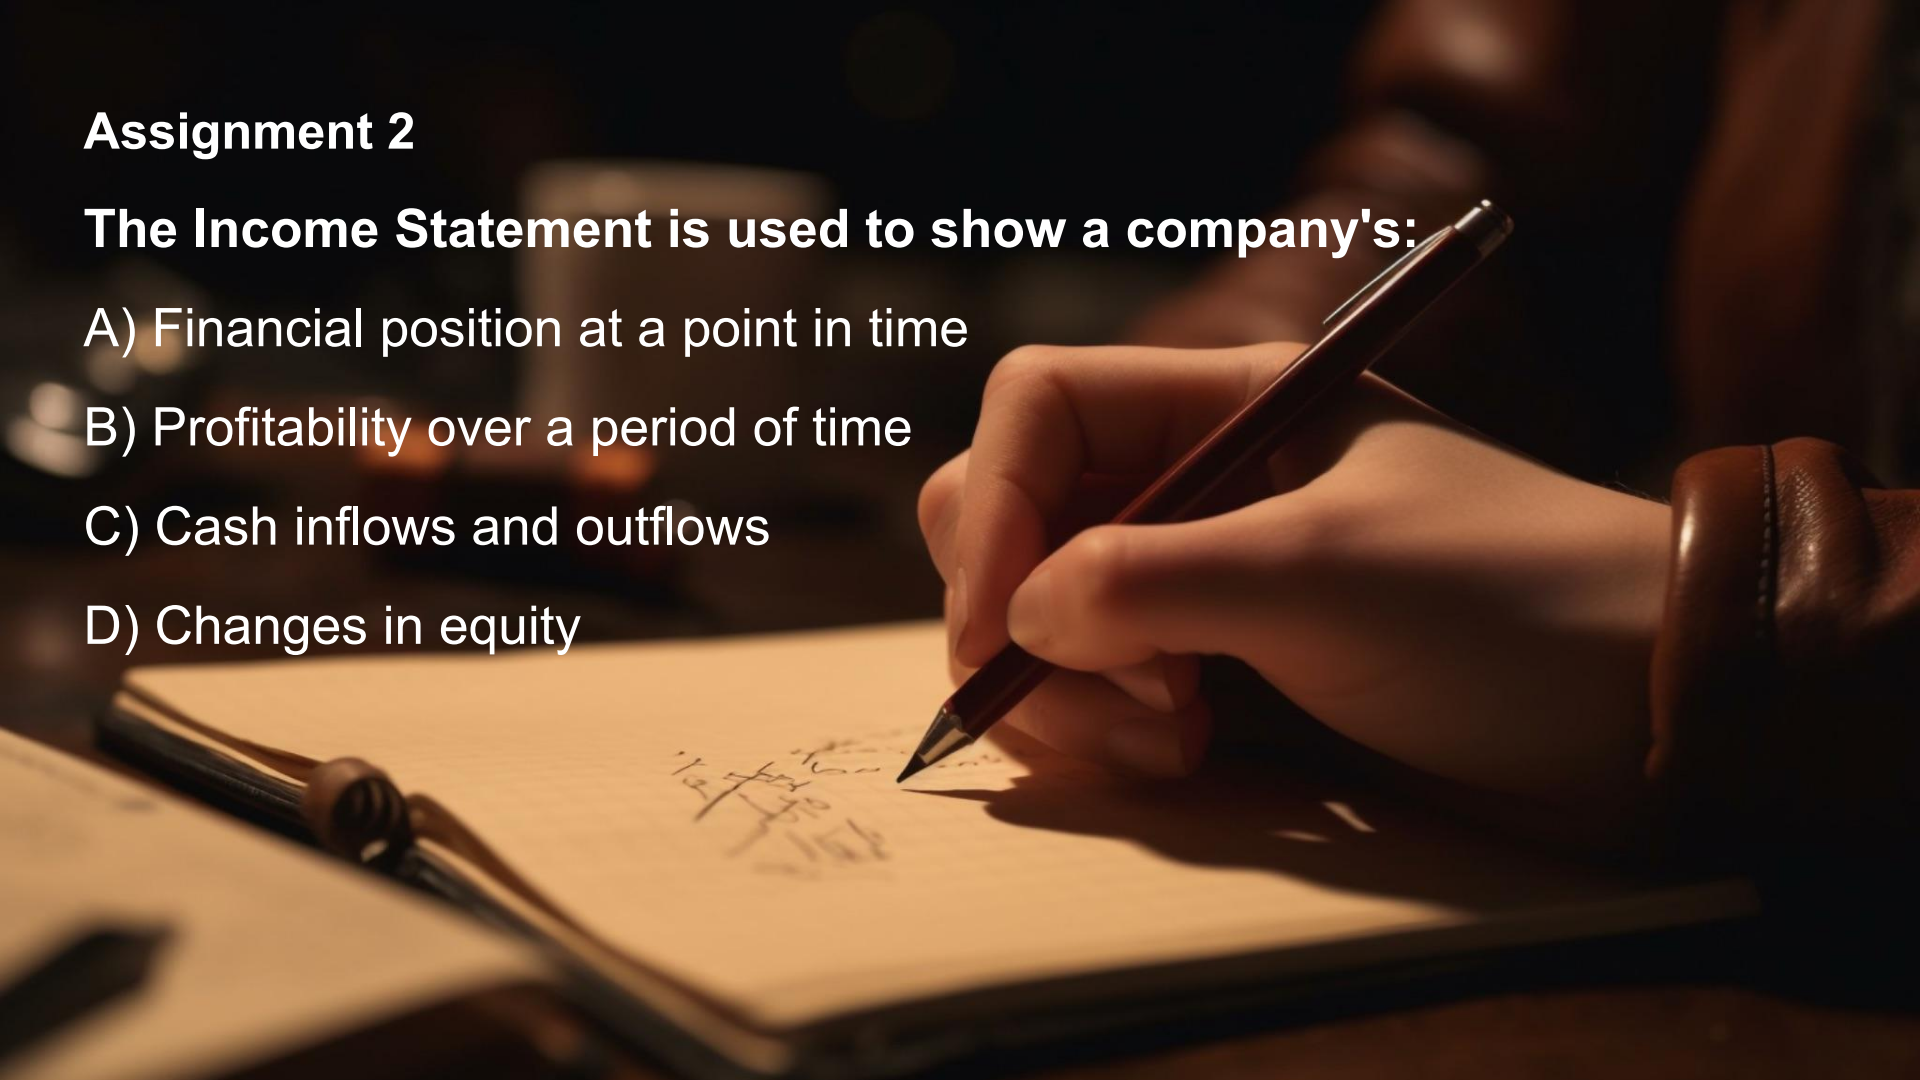 Assignment 2
The Income Statement is used to show a company's:
A) Financial position at a point in time
B) Profitability over a period of time
C) Cash inflows and outflows
D) Changes in equity